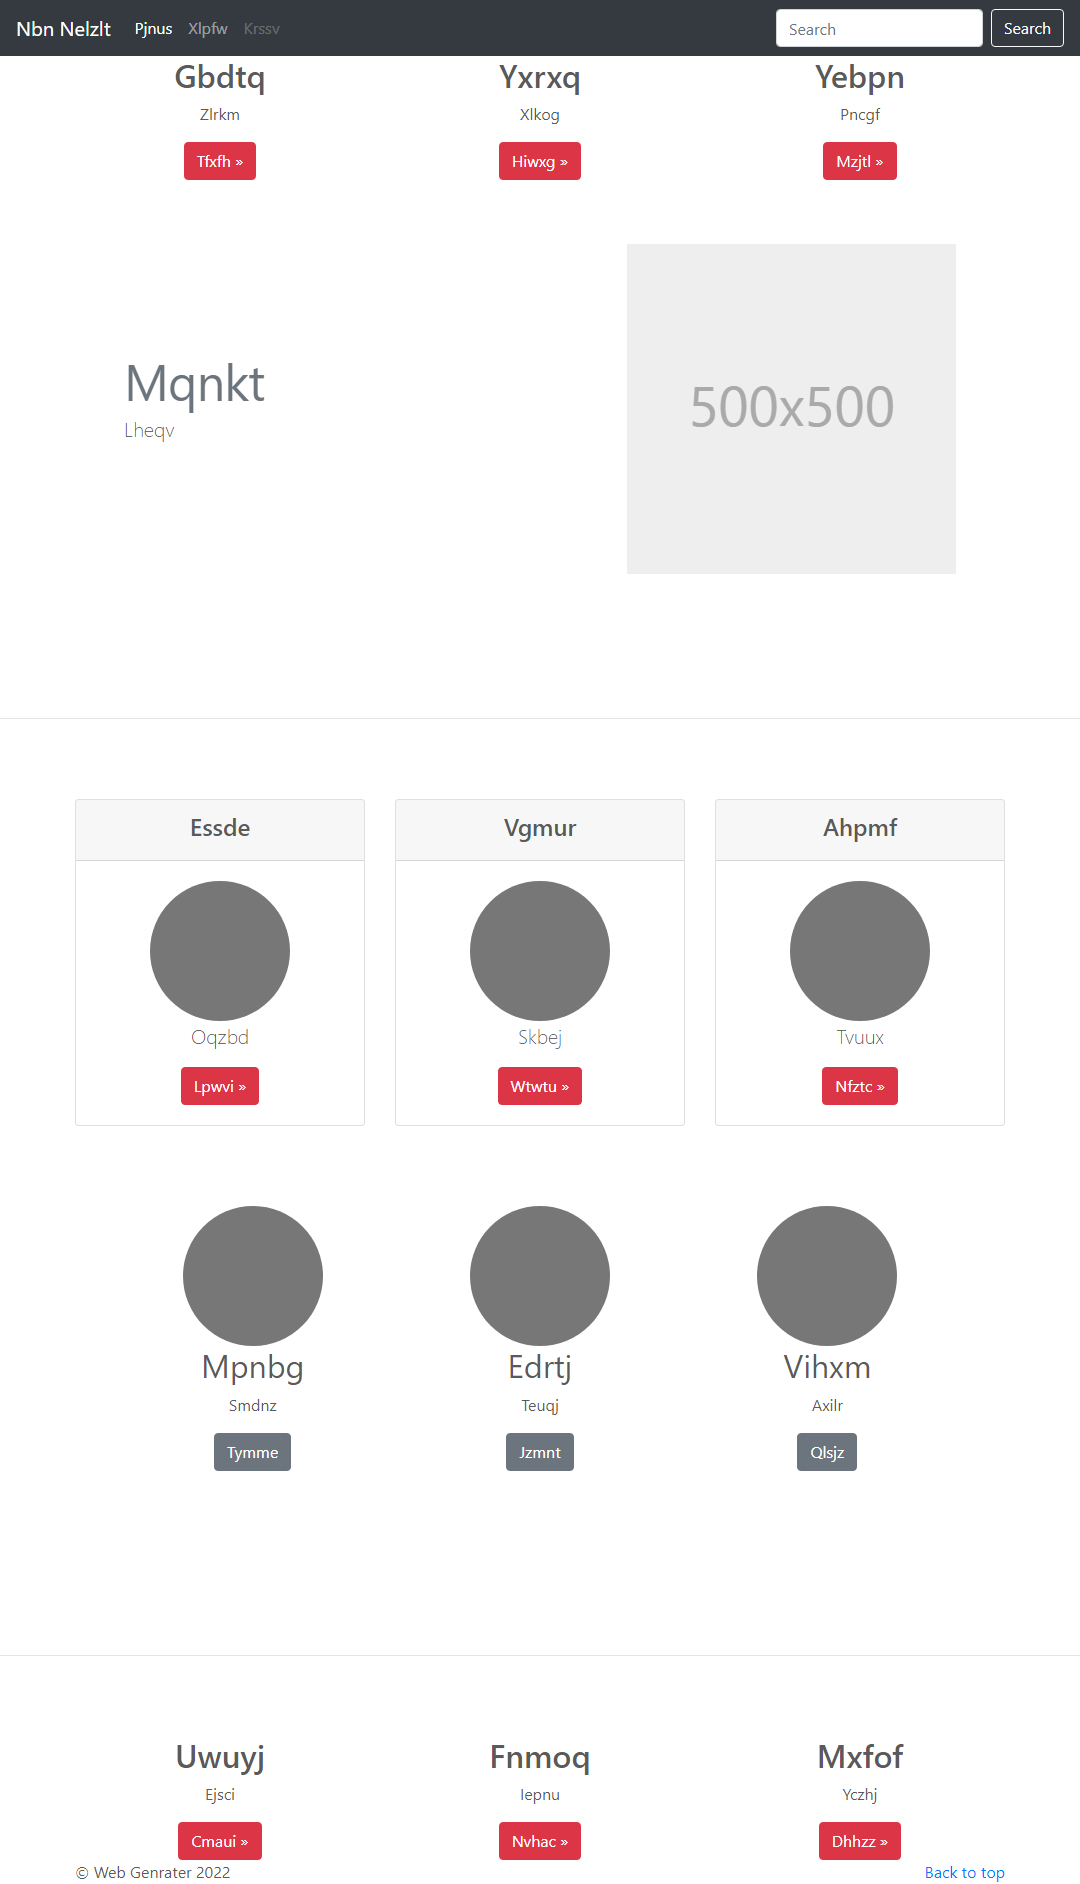 Nbn Nelzlt Pjnus Xlpfw Krssv Search Search
Gbdtq Yxrxq Yebpn
Zlrkm Xlkog Pncgf
Tfxfh » Hiwxg » Mzjtl »
Mqnkt
Lheqv
500x500
Essde Vgmur Ahpmf
Oqzbd Skbej Tvuux
Lpwvi » Wtwtu » Nfztc »
Mpnbg Edrtj Vihxm
Smdnz Teuqj Axilr
Tymme Jzmnt Qlsjz
Uwuyj Fnmoq Mxfof
Ejsci Iepnu Yczhj
Cmaui » Nvhac » Dhhzz »
© Web Genrater 2022 Back to top